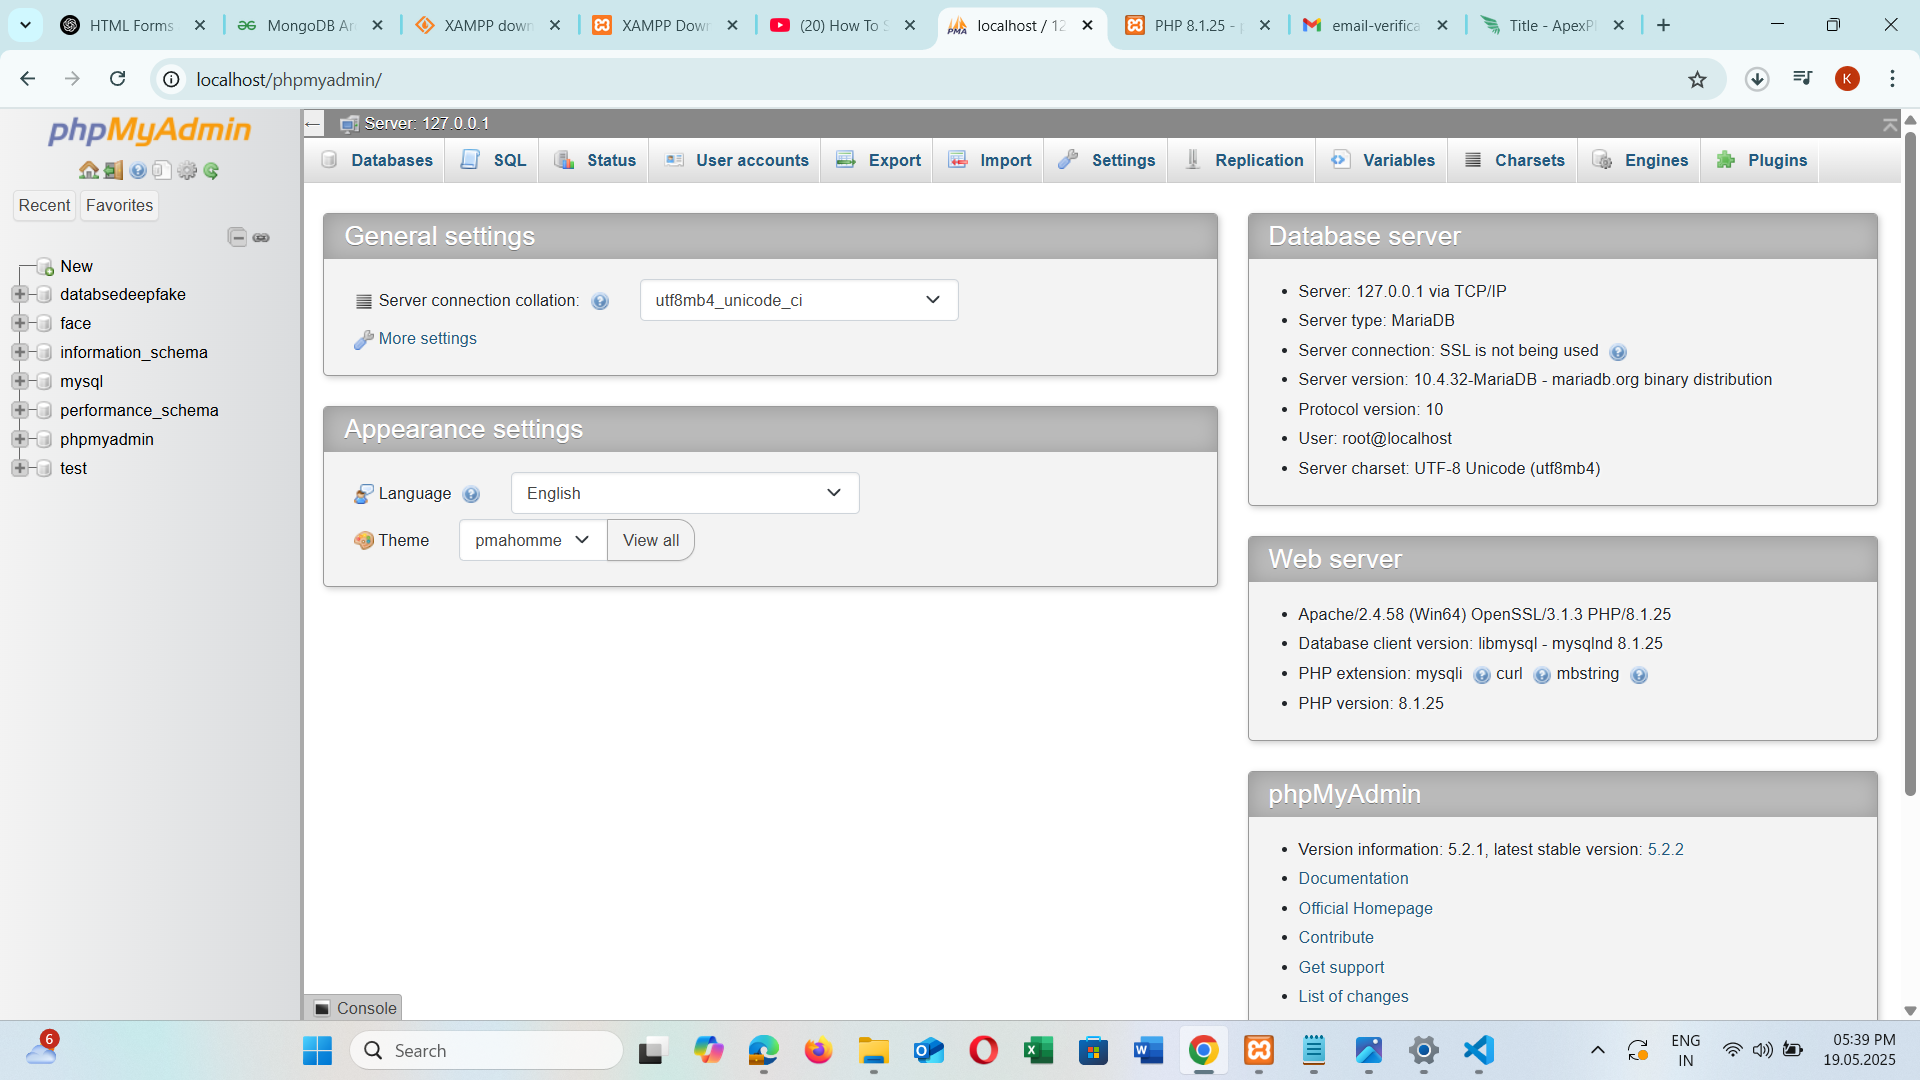 HTML Forms
MongoDB Ar
XAMPP down
XAMPP Down
(20) How To S
localhost / 12
PHP 8.1.25 - p
email-verifica
Title - ApexPl
localhost/phpmyadmin/
K
phpMyAdmin
Recent
Favorites
New
databsedeepfake
face
information_schema
mysql
performance_schema
phpmyadmin
test
Server: 127.0.0.1
Databases
SQL
Status
User accounts
Export
Import
Settings
Replication
Variables
Charsets
Engines
Plugins
General settings
Server connection collation:
utf8mb4_unicode_ci
More settings
Appearance settings
Language
English
Theme
pmahomme
View all
Database server
Server: 127.0.0.1 via TCP/IP
Server type: MariaDB
Server connection: SSL is not being used
Server version: 10.4.32-MariaDB - mariadb.org binary distribution
Protocol version: 10
User: root@localhost
Server charset: UTF-8 Unicode (utf8mb4)
Web server
Apache/2.4.58 (Win64) OpenSSL/3.1.3 PHP/8.1.25
Database client version: libmysql - mysqlnd 8.1.25
PHP extension: mysqli curl mbstring
PHP version: 8.1.25
phpMyAdmin
Version information: 5.2.1, latest stable version: 5.2.2
Documentation
Official Homepage
Contribute
Get support
List of changes
Console
6
Search
ENG
IN
05:39 PM
19.05.2025